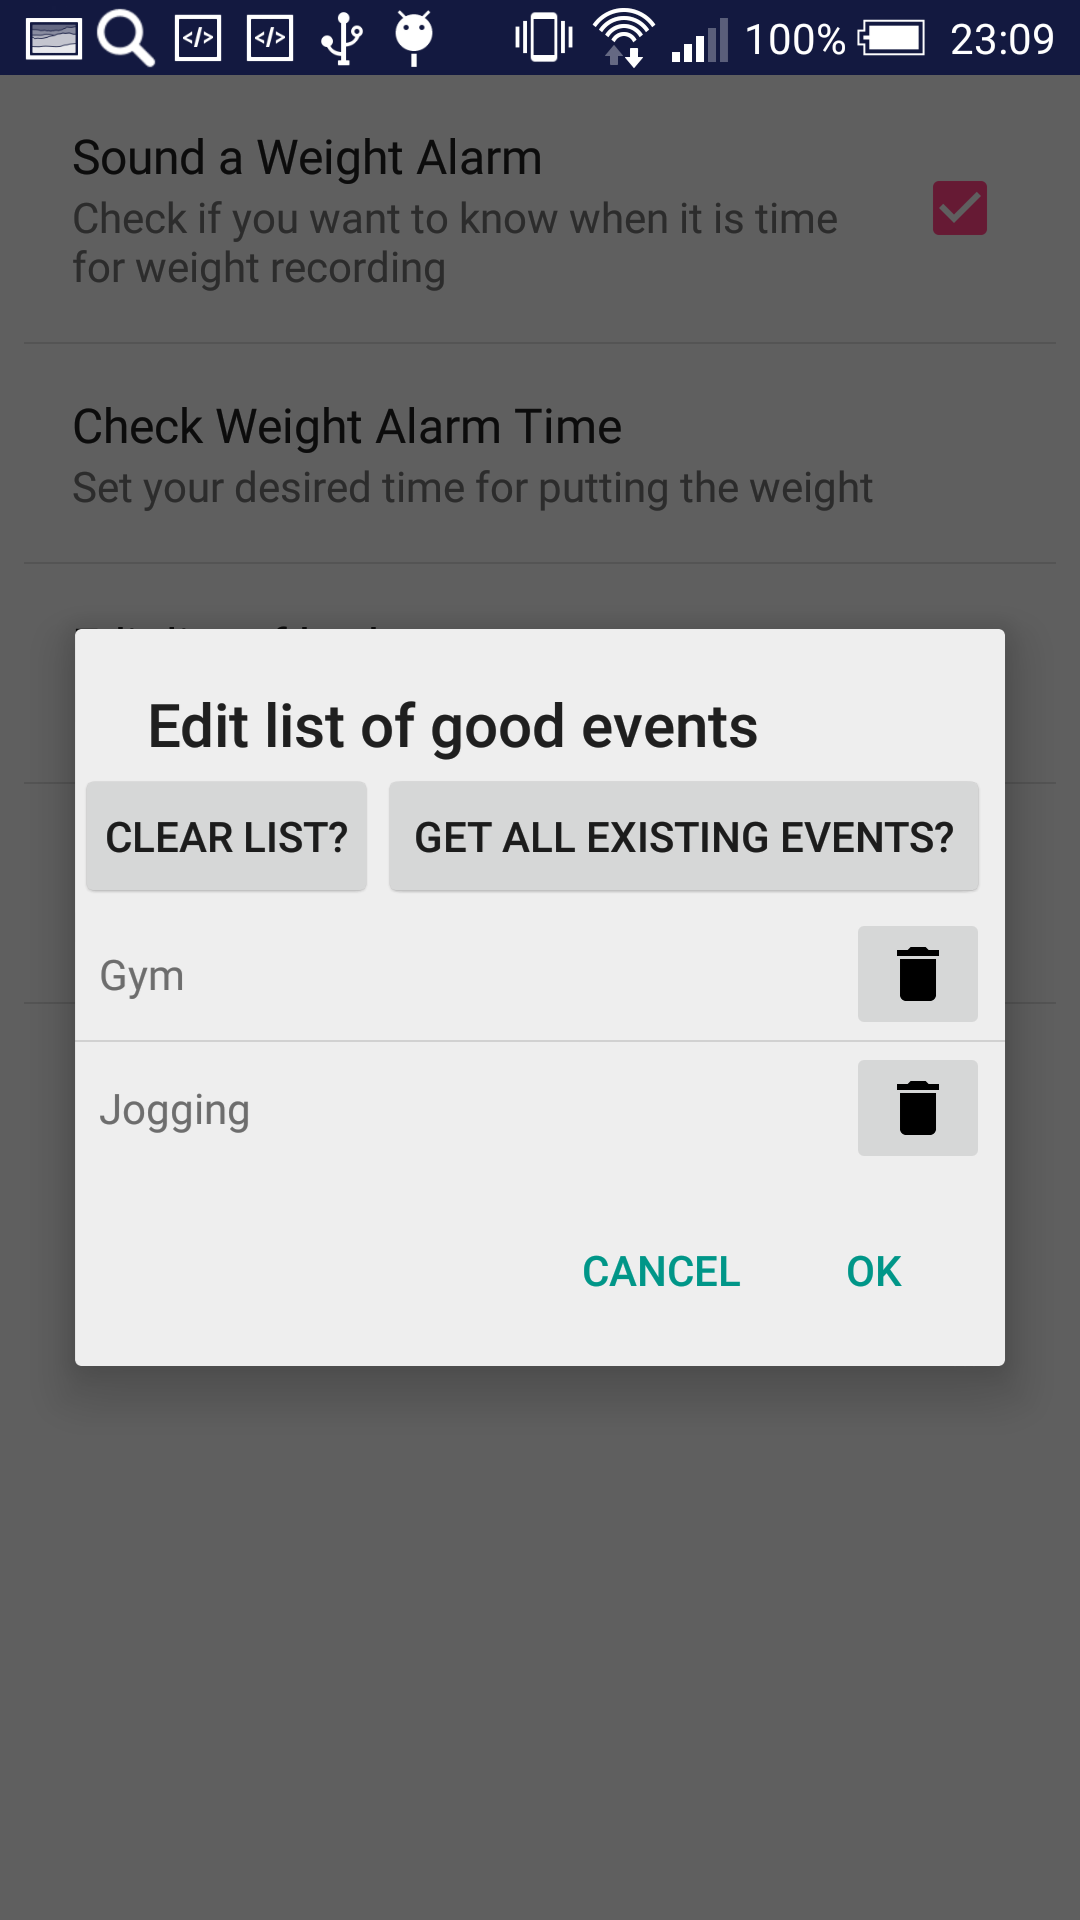 100% 23:09
Sound a Weight Alarm
Check if you want to know when it is time
for weight recording
Check Weight Alarm Time
Set your desired time for putting the weight
Edit list of good events
CLEAR LIST? GET ALL EXISTING EVENTS?
Gym
Jogging
CANCEL OK